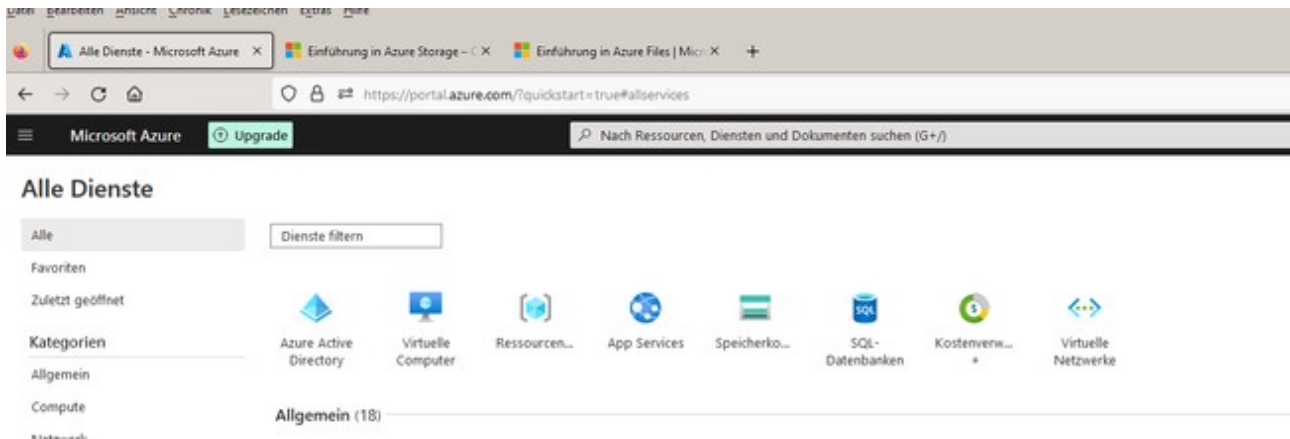 Datei Bearbeiten Ansicht Chronik Lesezeichen Extras Hilfe
Alle Dienste - Microsoft Azure
Einführung in Azure Storage – C
Einführung in Azure Files | Micr
https://portal.azure.com/?quickstart=true#allservices
Microsoft Azure
Upgrade
Nach Ressourcen, Diensten und Dokumenten suchen (G+/)
Alle Dienste
Alle
Dienste filtern
Favoriten
Zuletzt geöffnet
Kategorien
Allgemein
Compute
Netzwerk
Azure Active
Directory
Virtuelle
Computer
Ressourcen...
App Services
Speicherko...
SQL
SQL-
Datenbanken
Kostenverw...
+
Virtuelle
Netzwerke
Allgemein (18)